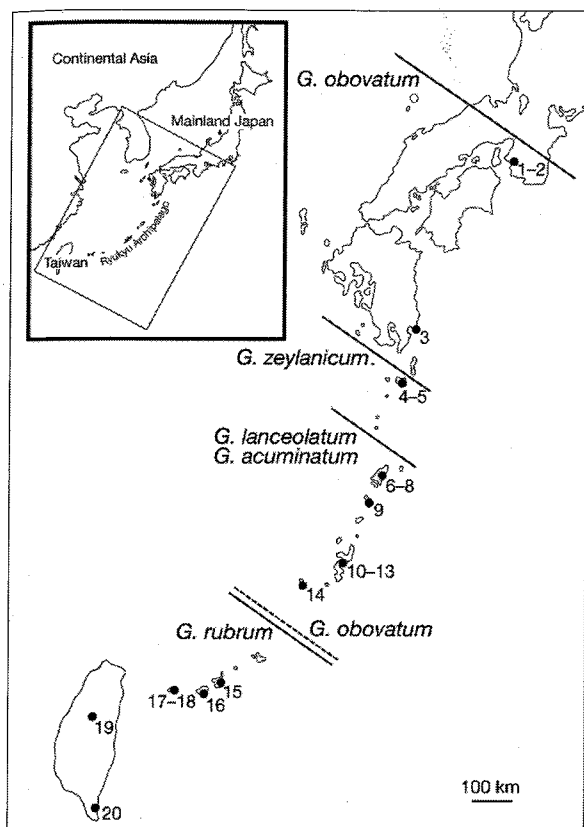 Continental Asia
Mainland Japan
Ryukyu Archipelago
Taiwan
G. obovatum
1–2
3
G. zeylanicum.
4–5
G. lanceolatum
G. acuminatum
6–8
9
10–13
14
G. rubrum
G. obovatum
15
17–18
16
19
20
100 km